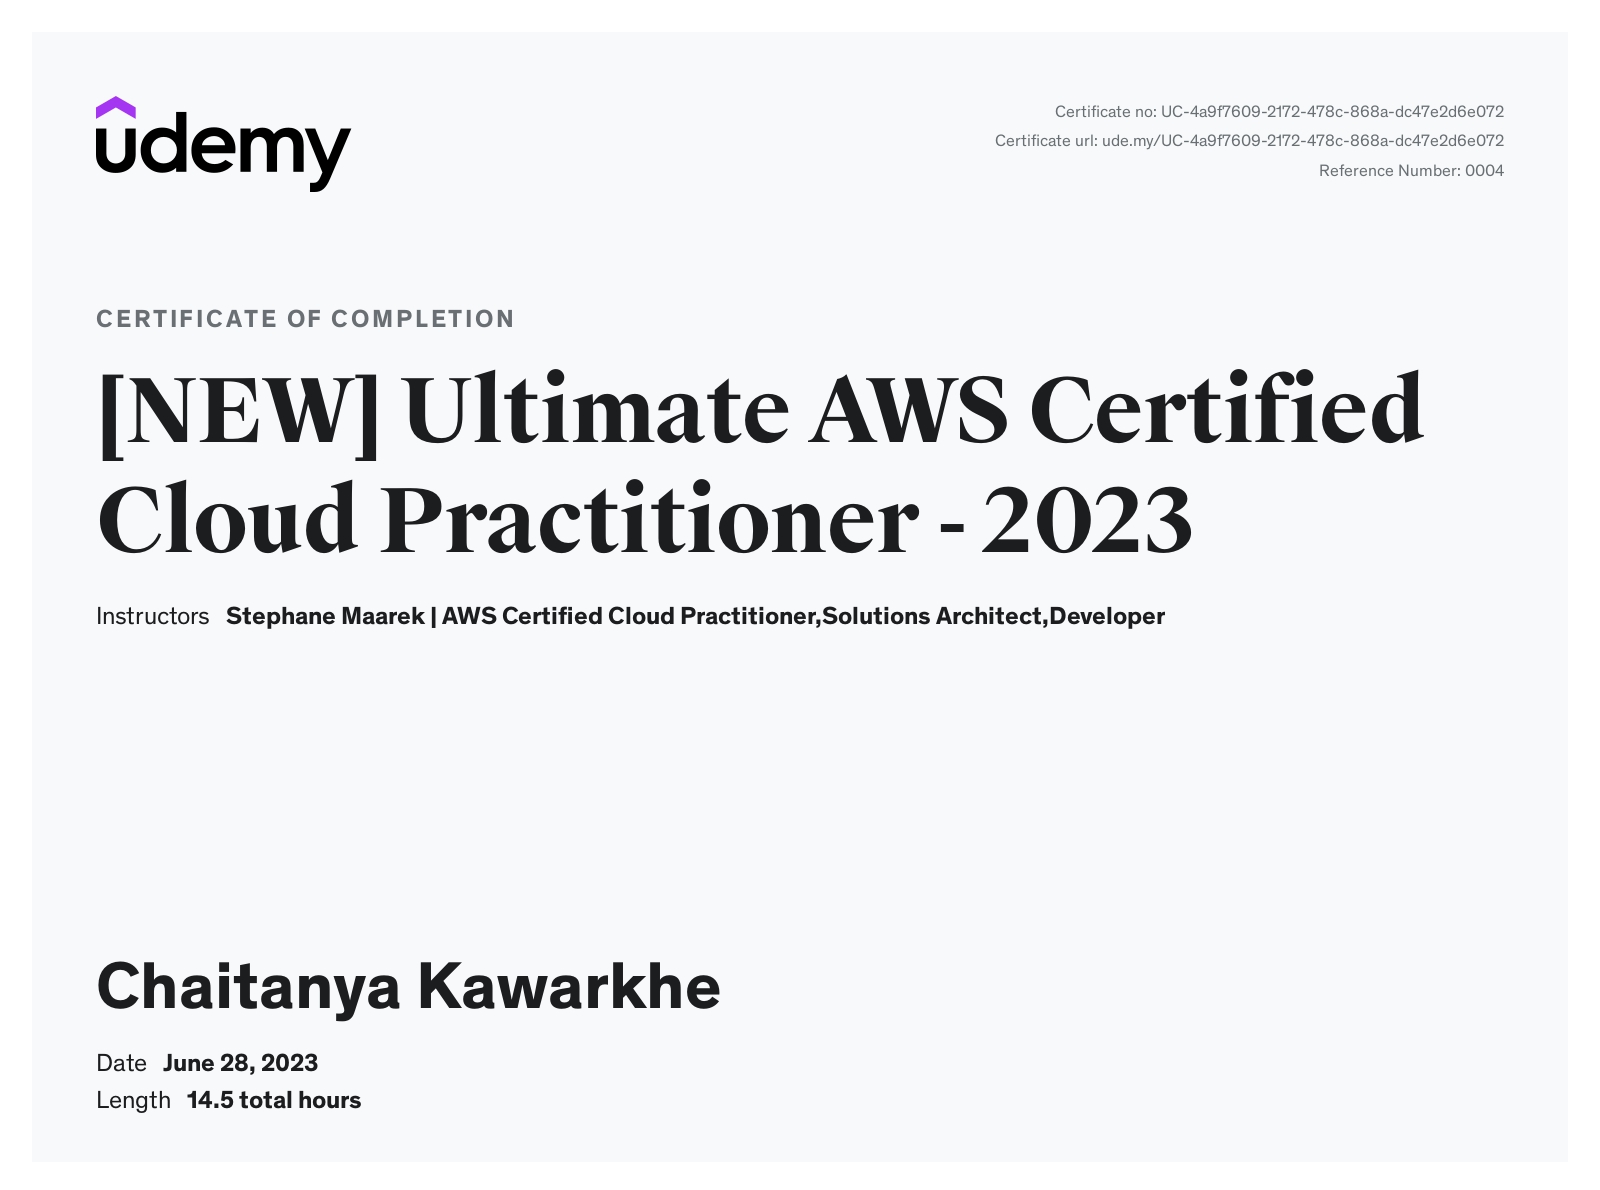 udemy
Certificate no: UC-4a9f7609-2172-478c-868a-dc47e2d6e072
Certificate url: ude.my/UC-4a9f7609-2172-478c-868a-dc47e2d6e072
Reference Number: 0004
CERTIFICATE OF COMPLETION
[NEW] Ultimate AWS Certified
Cloud Practitioner - 2023
Instructors Stephane Maarek | AWS Certified Cloud Practitioner,Solutions Architect,Developer
Chaitanya Kawarkhe
Date June 28, 2023
Length 14.5 total hours